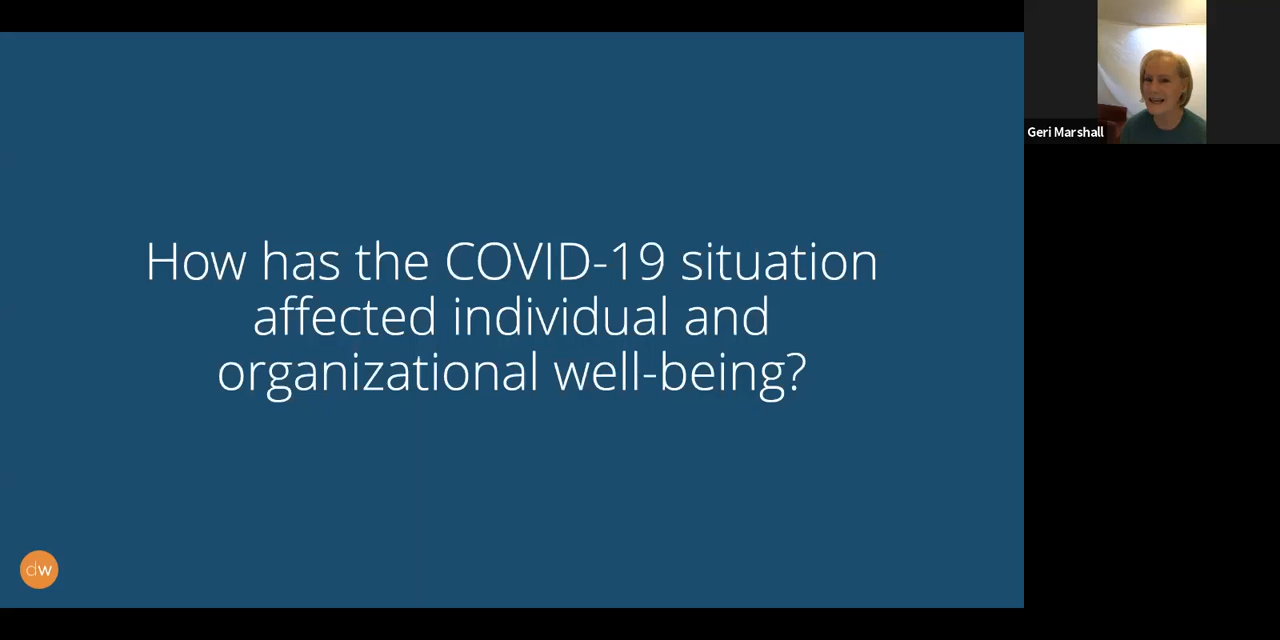 How has the COVID-19 situation
affected individual and
organizational well-being?
dw
Geri Marshall